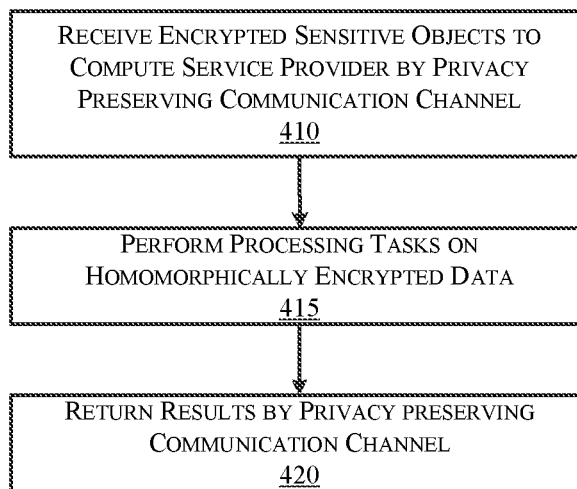 RECEIVE ENCRYPTED SENSITIVE OBJECTS TO
COMPUTE SERVICE PROVIDER BY PRIVACY
PRESERVING COMMUNICATION CHANNEL
410
PERFORM PROCESSING TASKS ON
HOMOMORPHICALLY ENCRYPTED DATA
415
RETURN RESULTS BY PRIVACY PRESERVING
COMMUNICATION CHANNEL
420